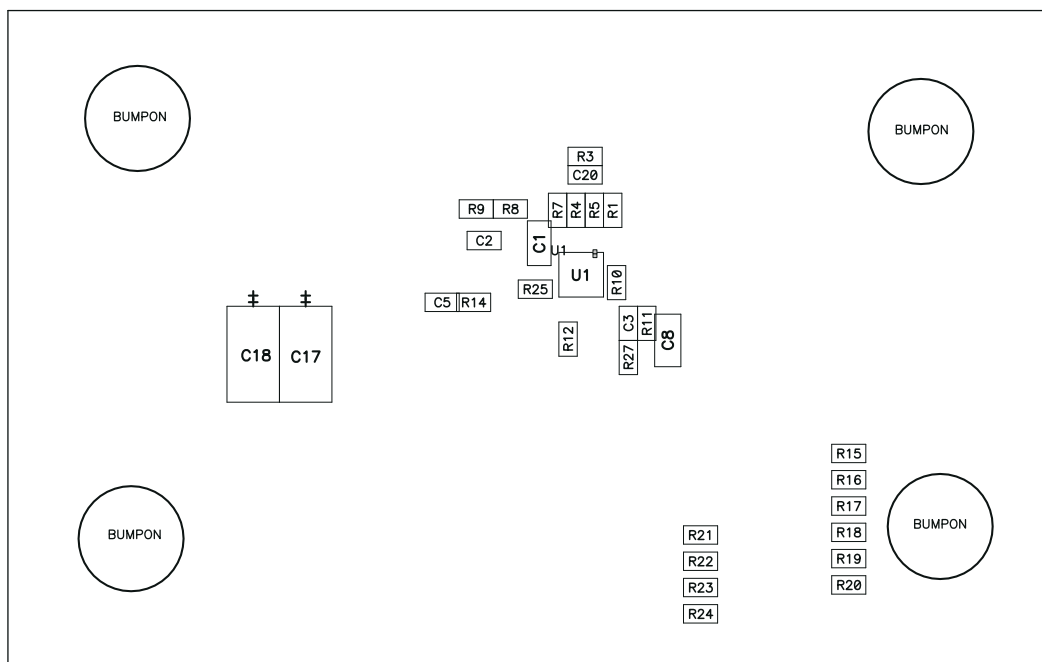 BUMPON
BUMPON
R3
C20
R9
R8
R7
R4
R5
R1
C2
C1
U1
U1
R10
R25
C5
R14
C3
R11
C8
R12
R27
C18
C17
R15
R16
R17
R18
R19
R20
BUMPON
BUMPON
R21
R22
R23
R24